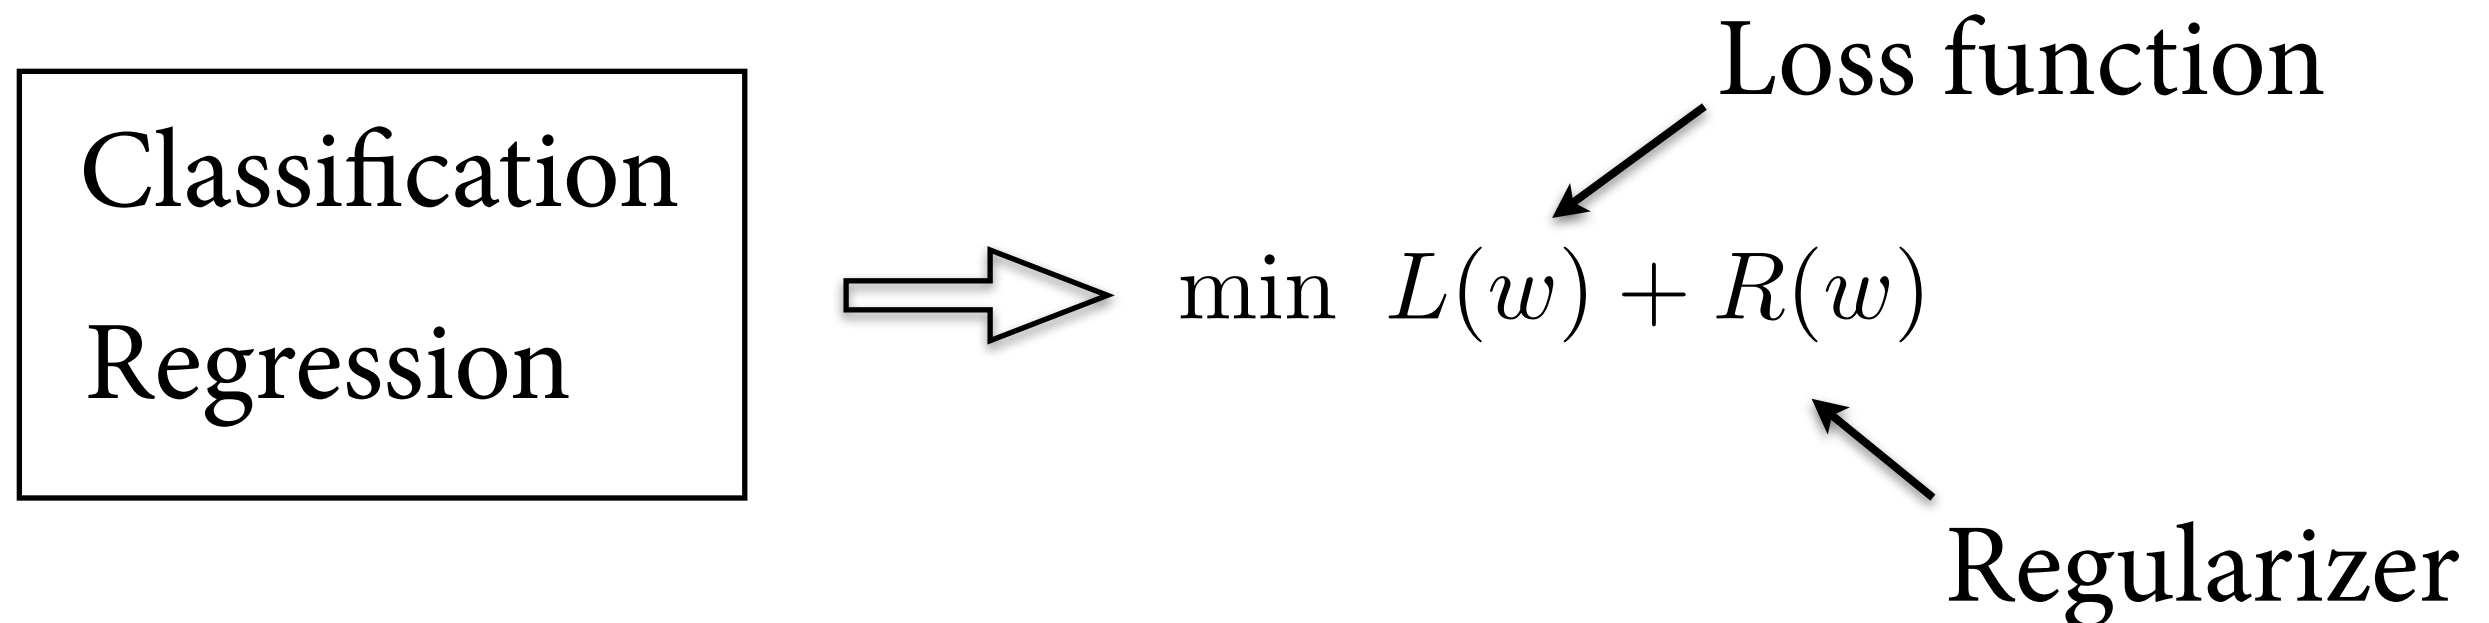 Loss function
Classification
min L(w) + R(w)
Regression
Regularizer